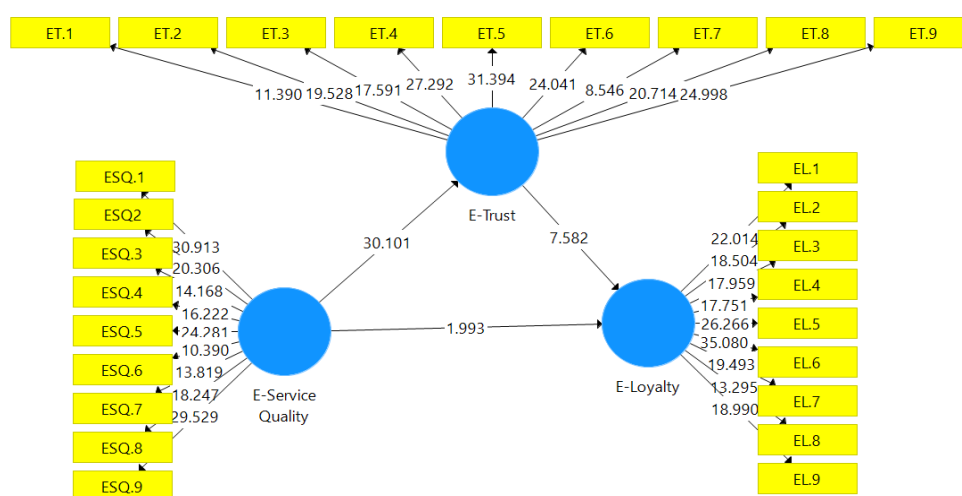 ET.1 ET.2 ET.3 ET.4 ET.5 ET.6 ET.7 ET.8 ET.9
11.390 19.528 17.591 27.292 31.394 24.041 8.546 20.714 24.998
E-Trust
ESQ.1
ESQ2
ESQ.3
ESQ.4
ESQ.5
ESQ.6
ESQ.7
ESQ.8
ESQ.9
30.913
20.306
14.168
16.222
24.281
10.390
13.819
18.247
29.529
E-Service
Quality
30.101
7.582
1.993
E-Loyalty
22.014
18.504
17.959
17.751
26.266
35.080
19.493
13.295
18.990
EL.1
EL.2
EL.3
EL.4
EL.5
EL.6
EL.7
EL.8
EL.9